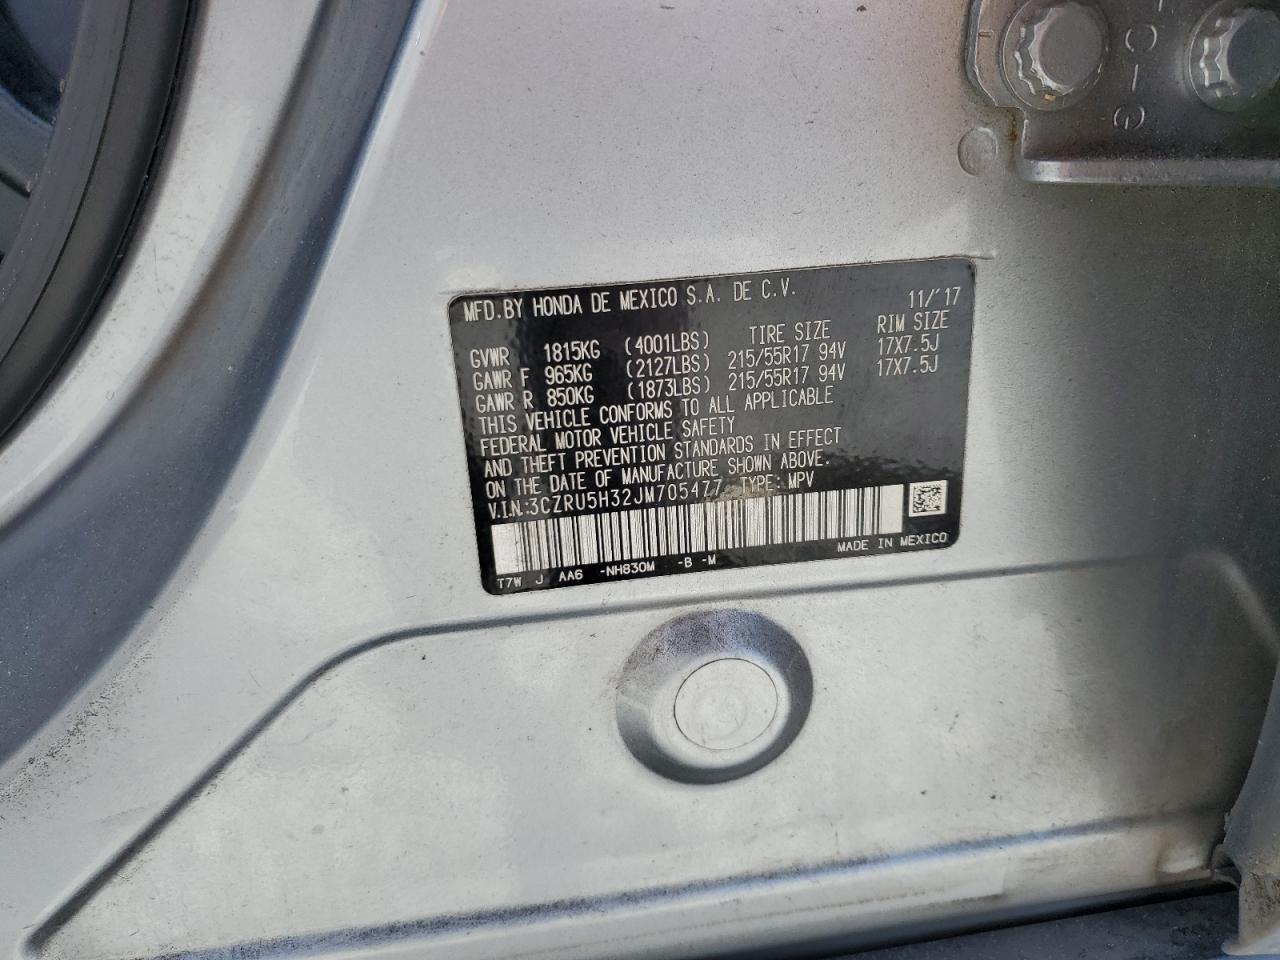 MFD.BY HONDA DE MEXICO S.A. DE C.V. 11/'17
TIRE SIZE RIM SIZE
GVWR 1815KG (4001LBS)
GAWR F 965KG (2127LBS) 215/55R17 94V 17X7.5J
GAWR R 850KG (1873LBS) 215/55R17 94V 17X7.5J
THIS VEHICLE CONFORMS TO ALL APPLICABLE
FEDERAL MOTOR VEHICLE SAFETY
AND THEFT PREVENTION STANDARDS IN EFFECT
ON THE DATE OF MANUFACTURE SHOWN ABOVE.
V.I.N.:3CZRU5H32JM705477 TYPE: MPV
T7W J AA6 -NH830M -B -M MADE IN MEXICO